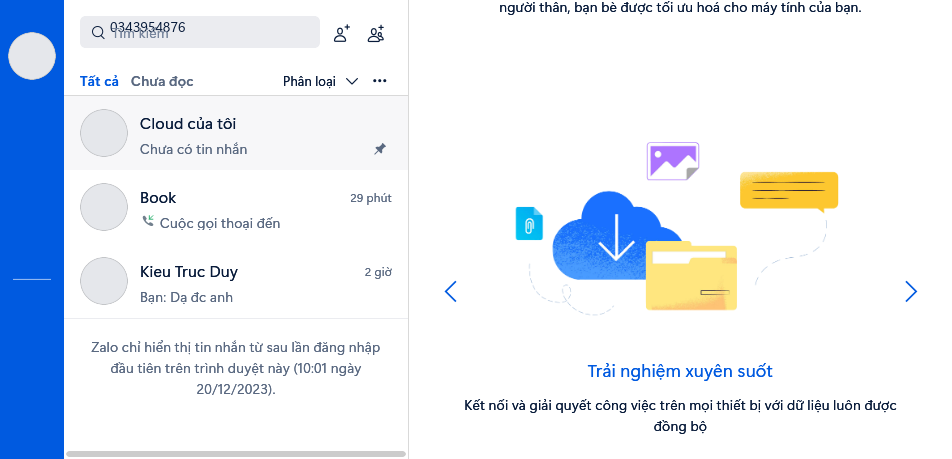 0343954876
Tìm kiếm
Tất cả Chưa đọc Phân loại
Cloud của tôi
Chưa có tin nhắn
Book 29 phút
Cuộc gọi thoại đến
Kieu Truc Duy 2 giờ
Bạn: Dạ đc anh
Zalo chỉ hiển thị tin nhắn từ sau lần đăng nhập
đầu tiên trên trình duyệt này (10:01 ngày
20/12/2023).
người thân, bạn bè được tối ưu hoá cho máy tính của bạn.
Trải nghiệm xuyên suốt
Kết nối và giải quyết công việc trên mọi thiết bị với dữ liệu luôn được
đồng bộ